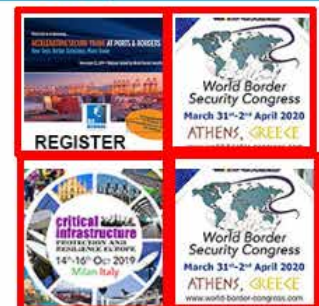 ACCELERATING SECURE TRADE AT PORTS & BORDERS
REGISTER
World Border
Security Congress
March 31st-2nd April 2020
ATHENS, GREECE
critical
infrastructure
PROTECTION AND
RESILIENCE EUROPE
14th-16th Oct 2019
Milan Italy
World Border
Security Congress
March 31st-2nd April 2020
ATHENS, GREECE
www.world-border-congress.com